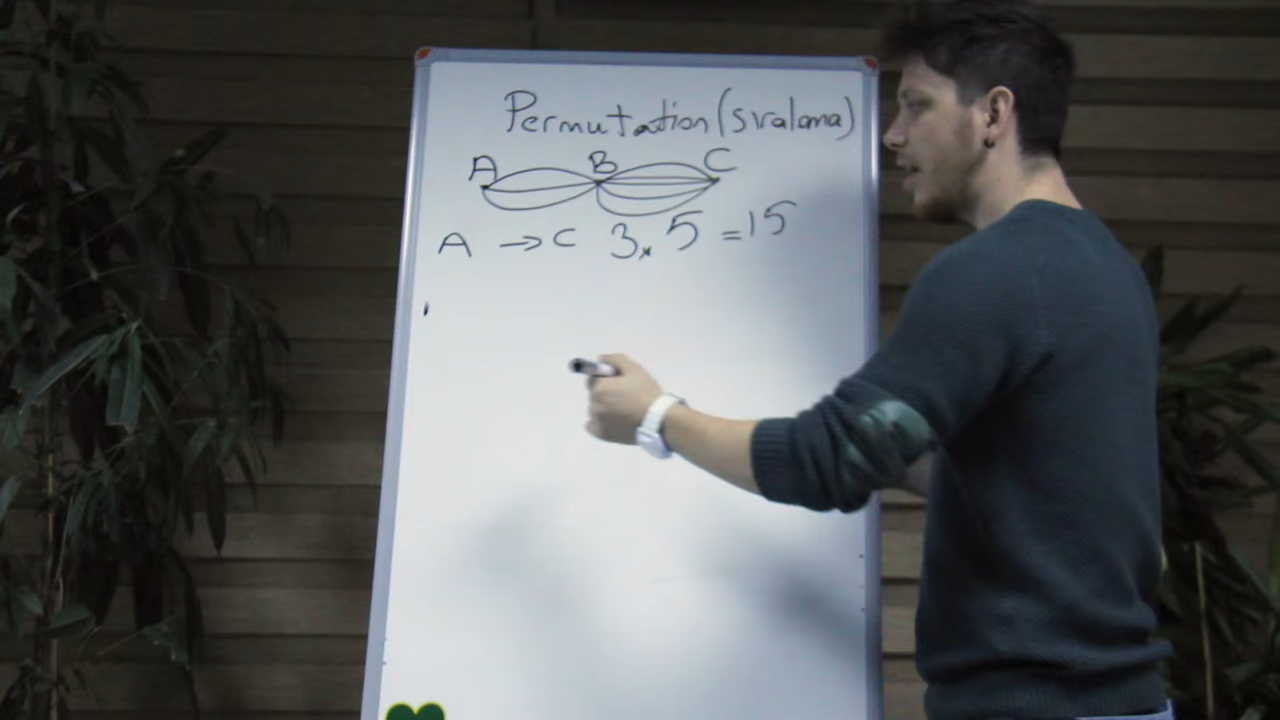 Permutation (sıralama)
A B C
A → C 3 x 5 = 15